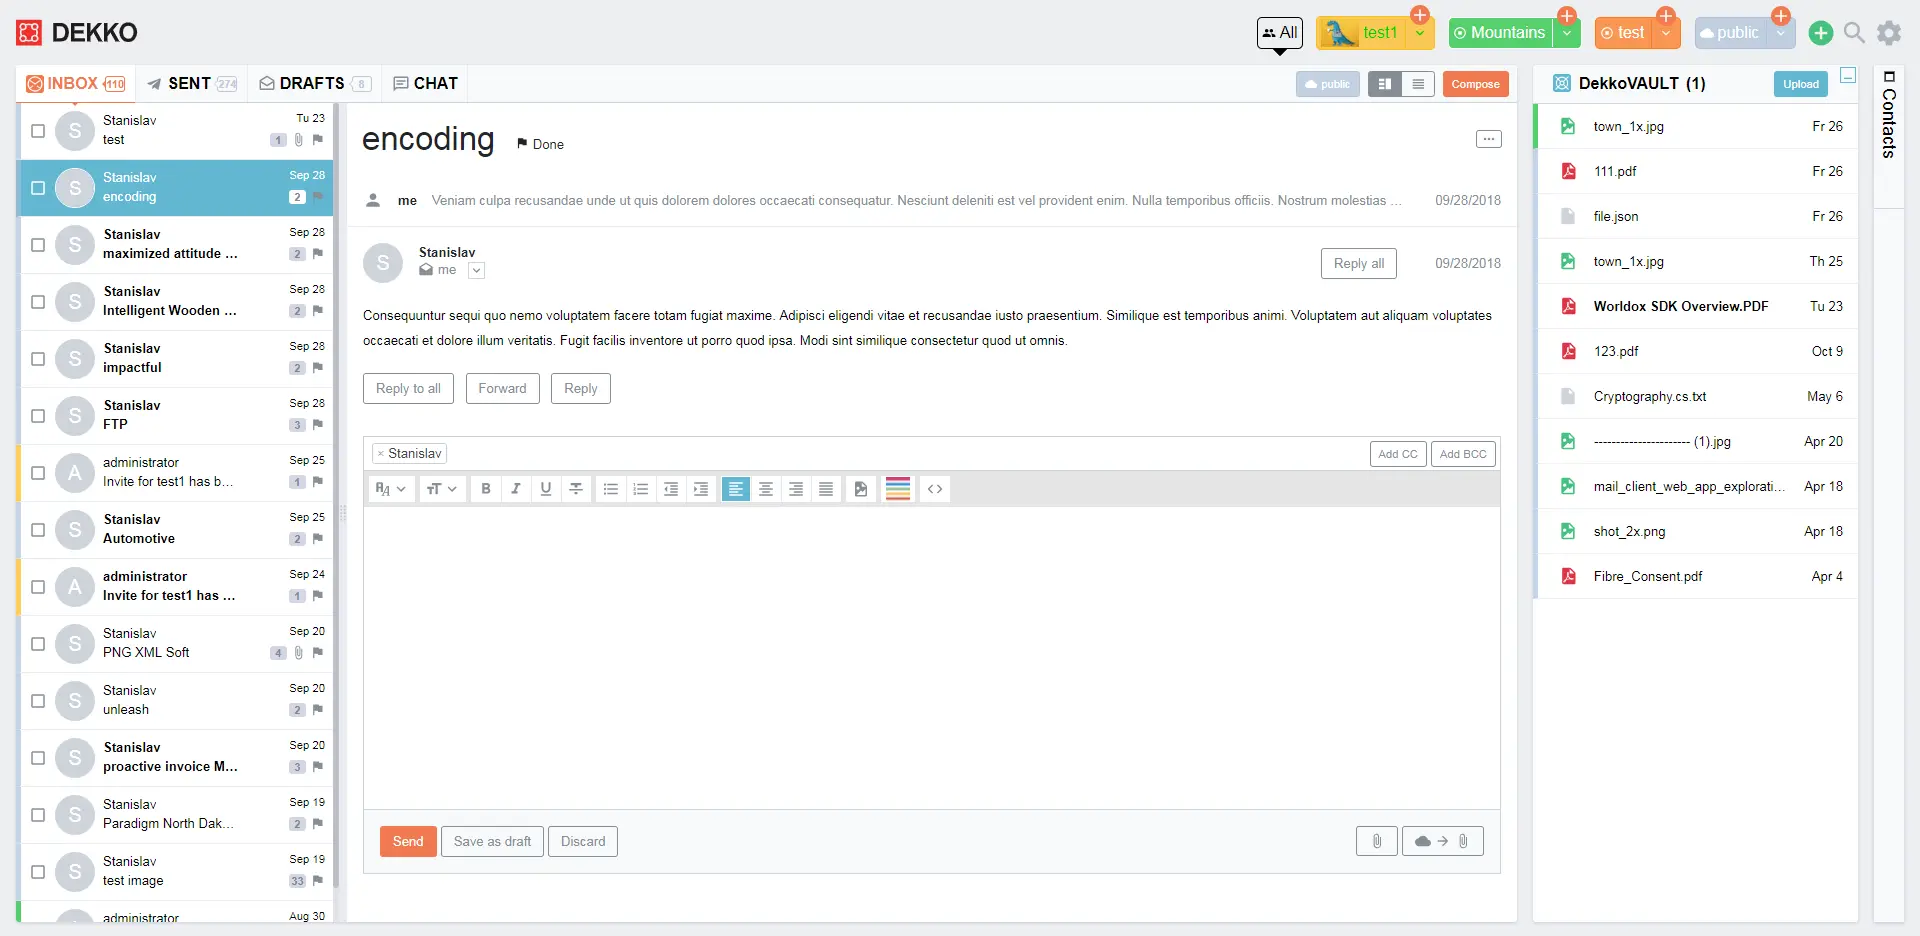 DEKKO
All
test1
Mountains
test
public
INBOX 110
SENT 274
DRAFTS 8
CHAT
public
Compose
Stanislav Tu 23
test 1
Stanislav Sep 28
encoding 2
Stanislav Sep 28
maximized attitude ... 2
Stanislav Sep 28
Intelligent Wooden ... 2
Stanislav Sep 28
impactful 2
Stanislav Sep 28
FTP 3
administrator Sep 25
Invite for test1 has b... 1
Stanislav Sep 25
Automotive 2
administrator Sep 24
Invite for test1 has ... 1
Stanislav Sep 20
PNG XML Soft 4
Stanislav Sep 20
unleash 2
Stanislav Sep 20
proactive invoice M... 3
Stanislav Sep 19
Paradigm North Dak... 2
Stanislav Sep 19
test image 33
administrator Aug 30
S
S
S
S
S
S
A
S
A
S
S
S
S
S
encoding Done
me Veniam culpa recusandae unde ut quis dolorem dolores occaecati consequatur. Nesciunt deleniti est vel provident enim. Nulla temporibus officiis. Nostrum molestias ... 09/28/2018
S
Stanislav
me
Reply all 09/28/2018
Consequuntur sequi quo nemo voluptatem facere totam fugiat maxime. Adipisci eligendi vitae et recusandae iusto praesentium. Similique est temporibus animi. Voluptatem aut aliquam voluptates
occaecati et dolore illum veritatis. Fugit facilis inventore ut porro quod ipsa. Modi sint similique consectetur quod ut omnis.
Reply to all Forward Reply
× Stanislav Add CC Add BCC
B I U
Send Save as draft Discard
DekkoVAULT (1) Upload
town_1x.jpg Fr 26
111.pdf Fr 26
file.json Fr 26
town_1x.jpg Th 25
Worldox SDK Overview.PDF Tu 23
123.pdf Oct 9
Cryptography.cs.txt May 6
---------------------- (1).jpg Apr 20
mail_client_web_app_explorati... Apr 18
shot_2x.png Apr 18
Fibre_Consent.pdf Apr 4
Contacts